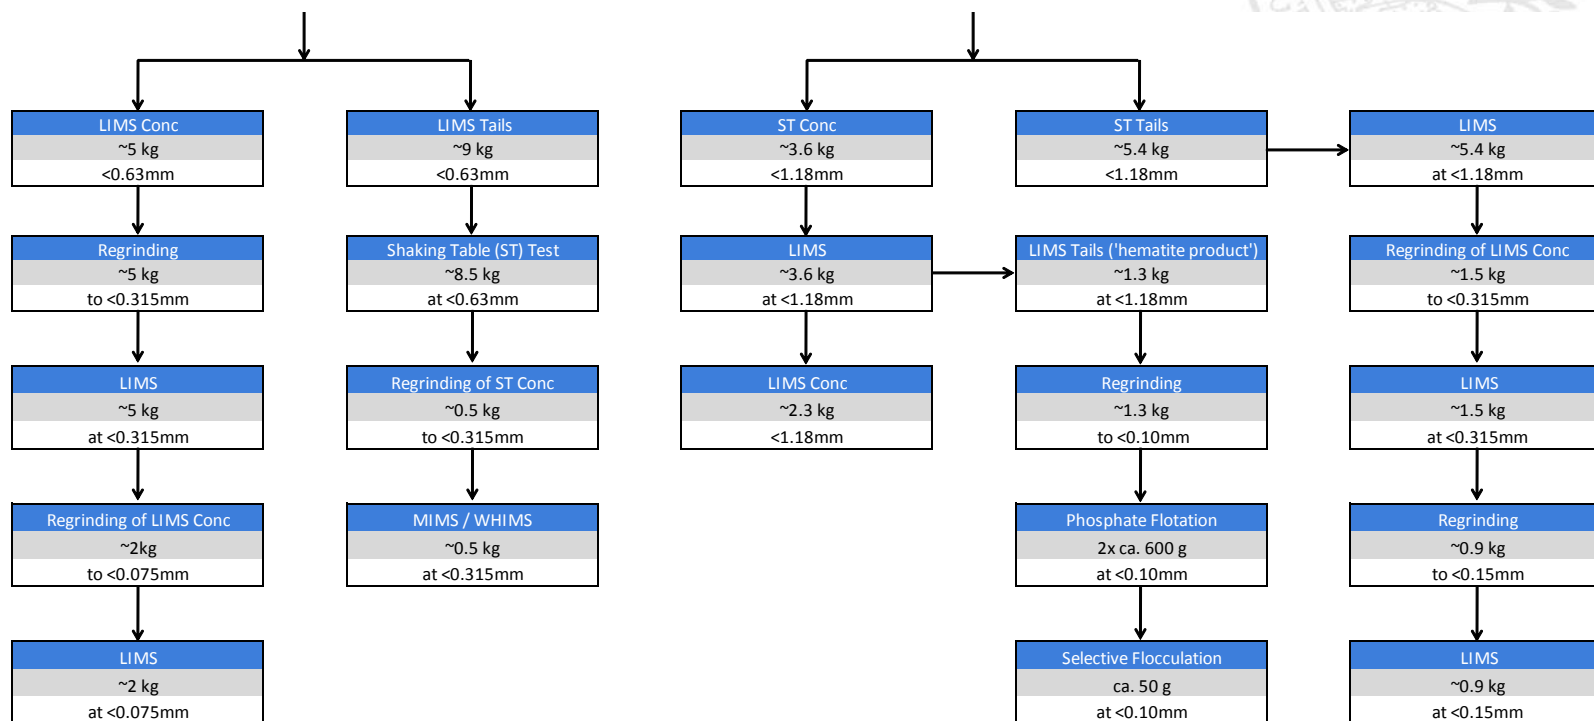 LIMS Conc
~5 kg
<0.63mm
LIMS Tails
~9 kg
<0.63mm
ST Conc
~3.6 kg
<1.18mm
ST Tails
~5.4 kg
<1.18mm
LIMS
~5.4 kg
at <1.18mm
Regrinding
~5 kg
to <0.315mm
Shaking Table (ST) Test
~8.5 kg
at <0.63mm
LIMS
~3.6 kg
at <1.18mm
LIMS Tails ('hematite product')
~1.3 kg
at <1.18mm
Regrinding of LIMS Conc
~1.5 kg
to <0.315mm
LIMS
~5 kg
at <0.315mm
Regrinding of ST Conc
~0.5 kg
to <0.315mm
LIMS Conc
~2.3 kg
<1.18mm
Regrinding
~1.3 kg
to <0.10mm
LIMS
~1.5 kg
at <0.315mm
Regrinding of LIMS Conc
~2kg
to <0.075mm
MIMS / WHIMS
~0.5 kg
at <0.315mm
Phosphate Flotation
2x ca. 600 g
at <0.10mm
Regrinding
~0.9 kg
to <0.15mm
LIMS
~2 kg
at <0.075mm
Selective Flocculation
ca. 50 g
at <0.10mm
LIMS
~0.9 kg
at <0.15mm